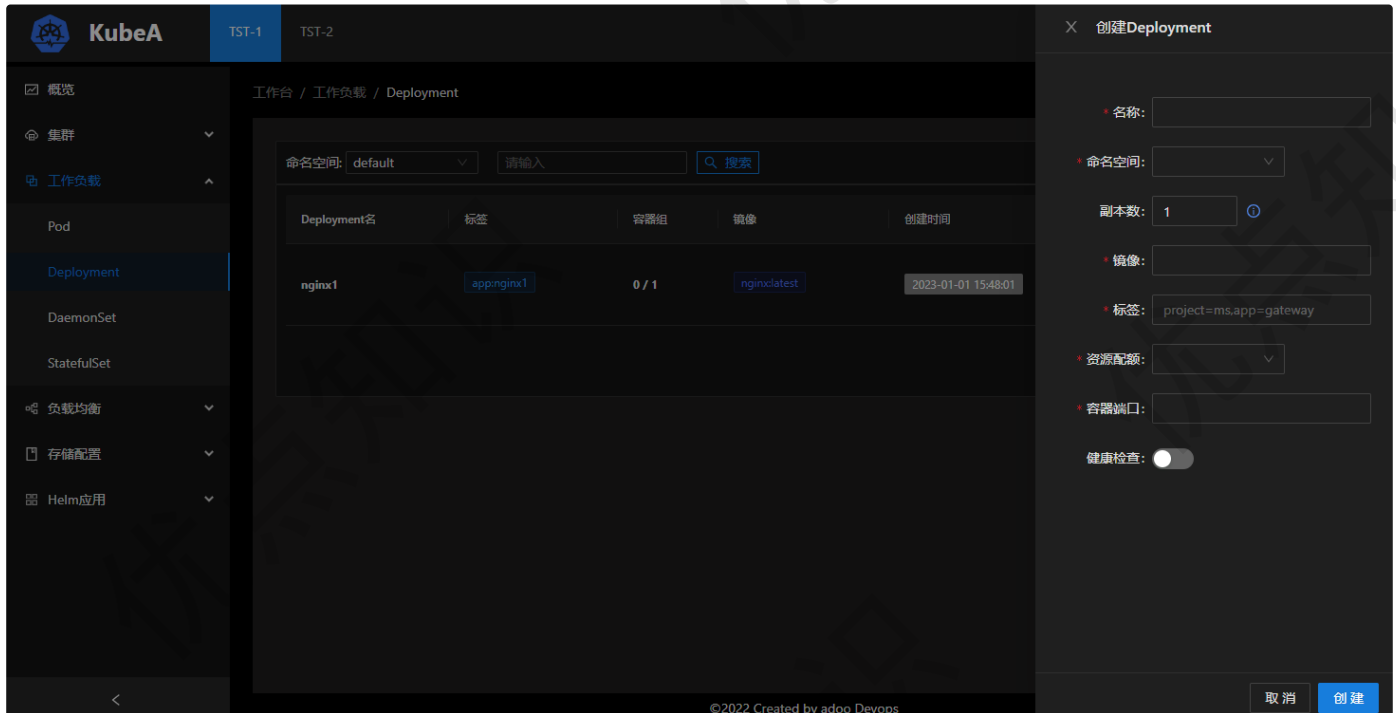 KubeA
TST-1
TST-2
概览
集群
工作负载
Pod
Deployment
DaemonSet
StatefulSet
负载均衡
存储配置
Helm应用
工作台 / 工作负载 / Deployment
命名空间: default 请输入 搜索
Deployment名 标签 容器组 镜像 创建时间
nginx1 app:nginx1 0 / 1 nginx:latest 2023-01-01 15:48:01
©2022 Created by adoo Devops
创建Deployment
* 名称:
* 命名空间:
副本数: 1
* 镜像:
* 标签: project=ms,app=gateway
* 资源配额:
* 容器端口:
健康检查:
取 消 创 建
优点知识